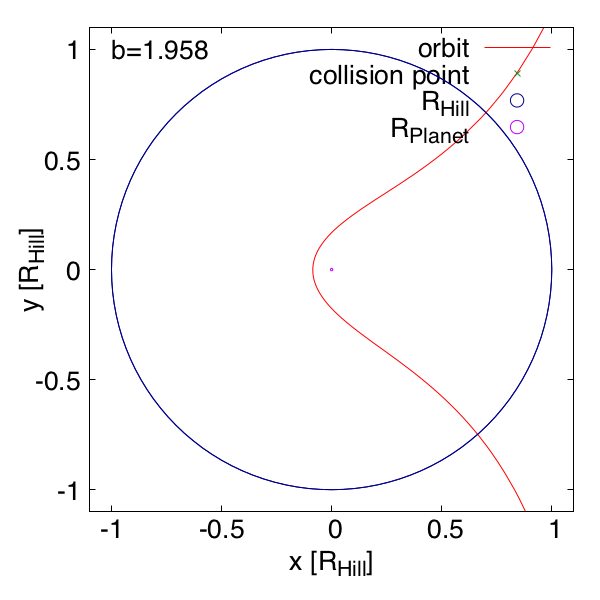 b=1.958
orbit
collision point
R_Hill
R_Planet
1
0.5
0
-0.5
-1
y [R_Hill]
-1 -0.5 0 0.5 1
x [R_Hill]